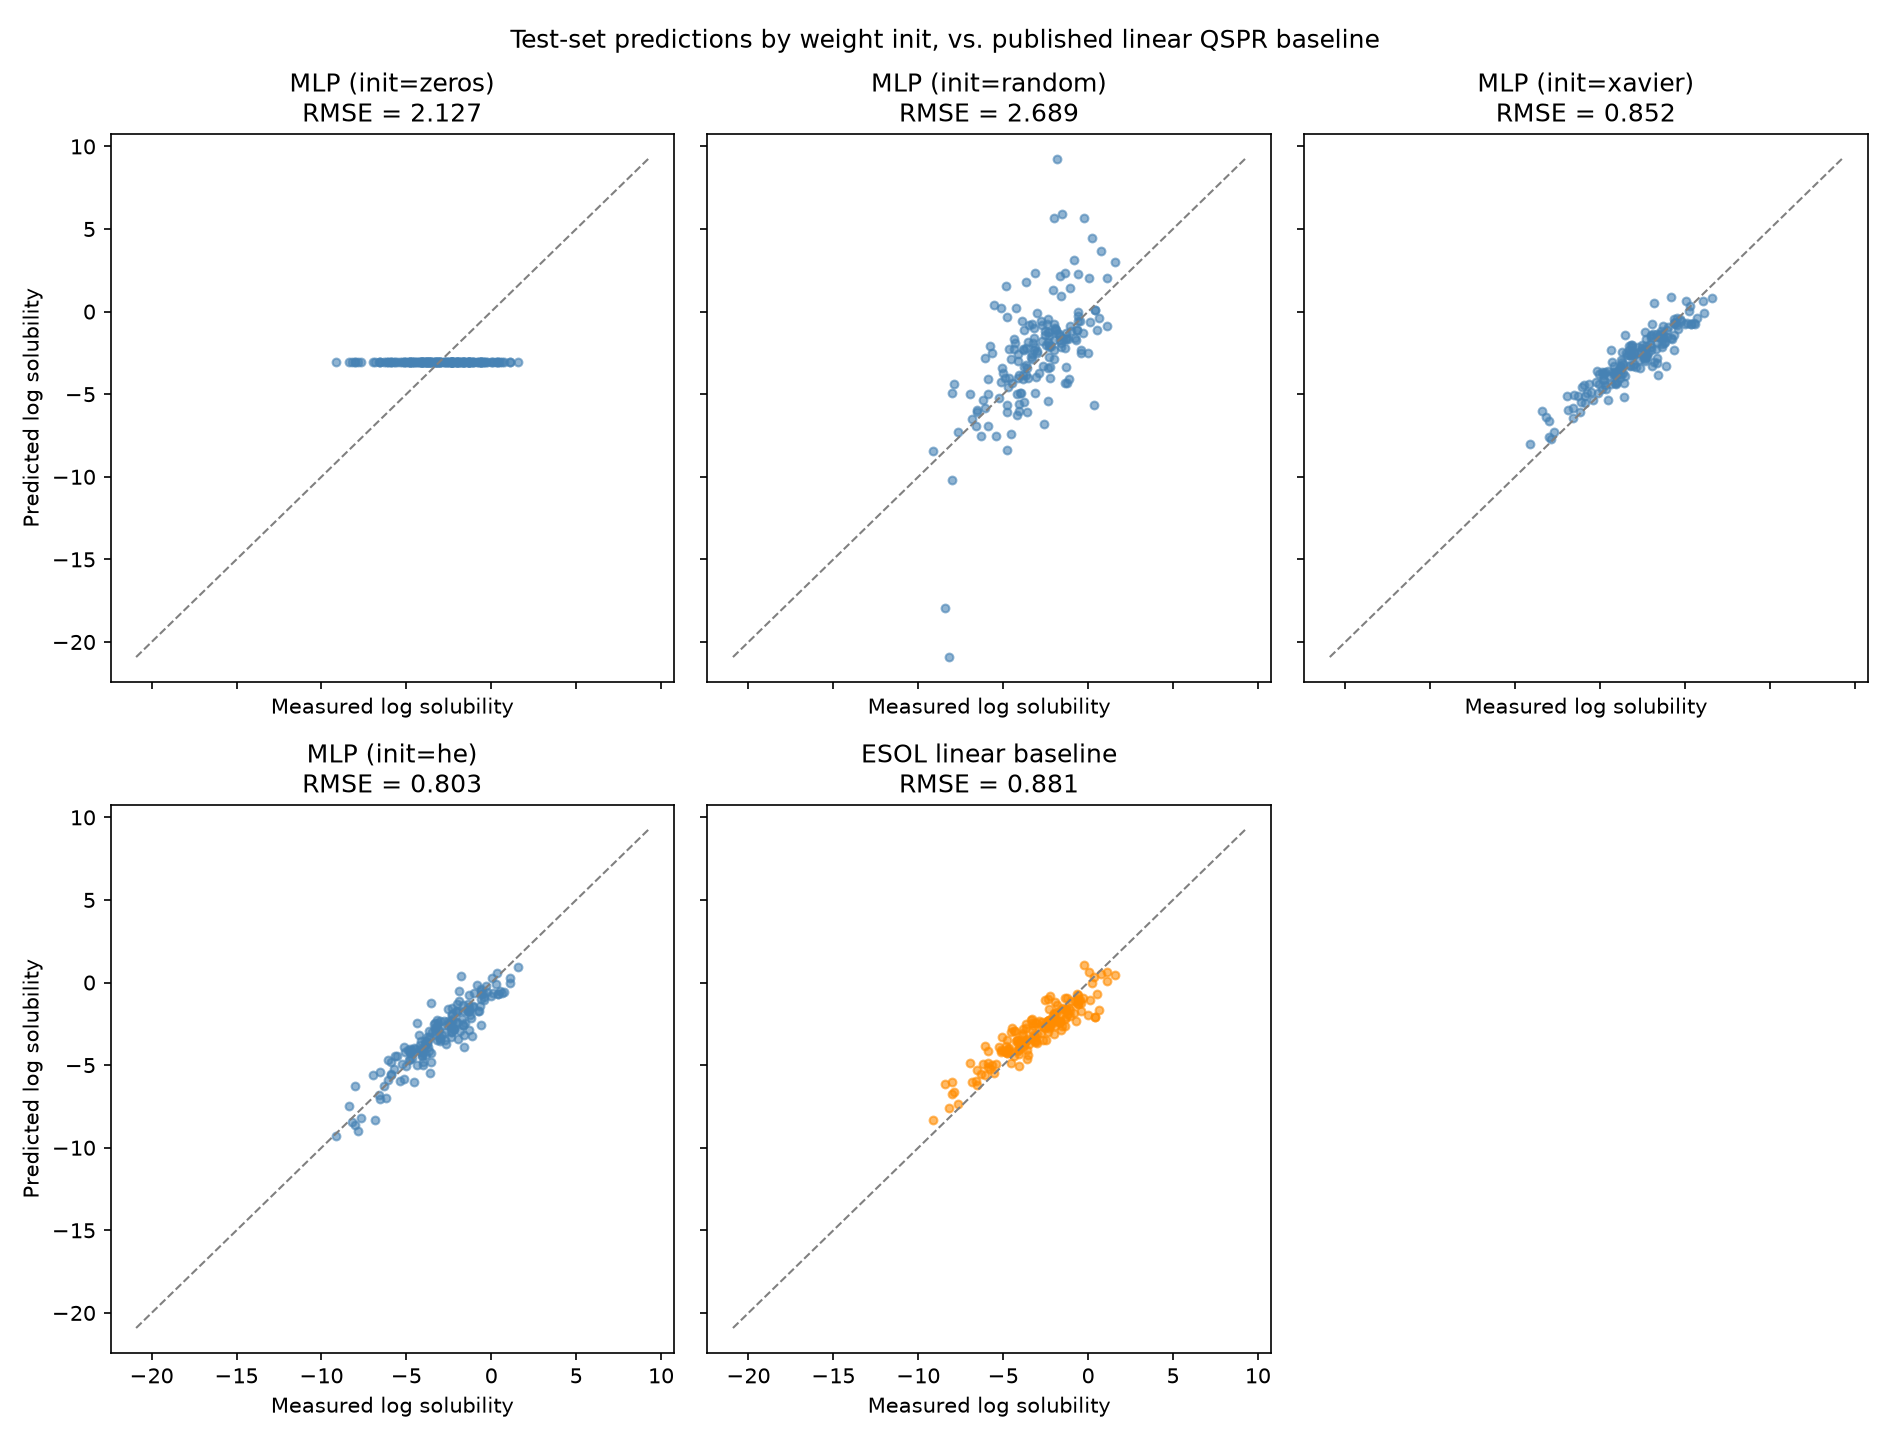 Test-set predictions by weight init, vs. published linear QSPR baseline
MLP (init=zeros)
RMSE = 2.127
MLP (init=random)
RMSE = 2.689
MLP (init=xavier)
RMSE = 0.852
10
5
0
−5
−10
−15
−20
Predicted log solubility
Measured log solubility
Measured log solubility
Measured log solubility
MLP (init=he)
RMSE = 0.803
ESOL linear baseline
RMSE = 0.881
10
5
0
−5
−10
−15
−20
Predicted log solubility
−20 −15 −10 −5 0 5 10
Measured log solubility
−20 −15 −10 −5 0 5 10
Measured log solubility